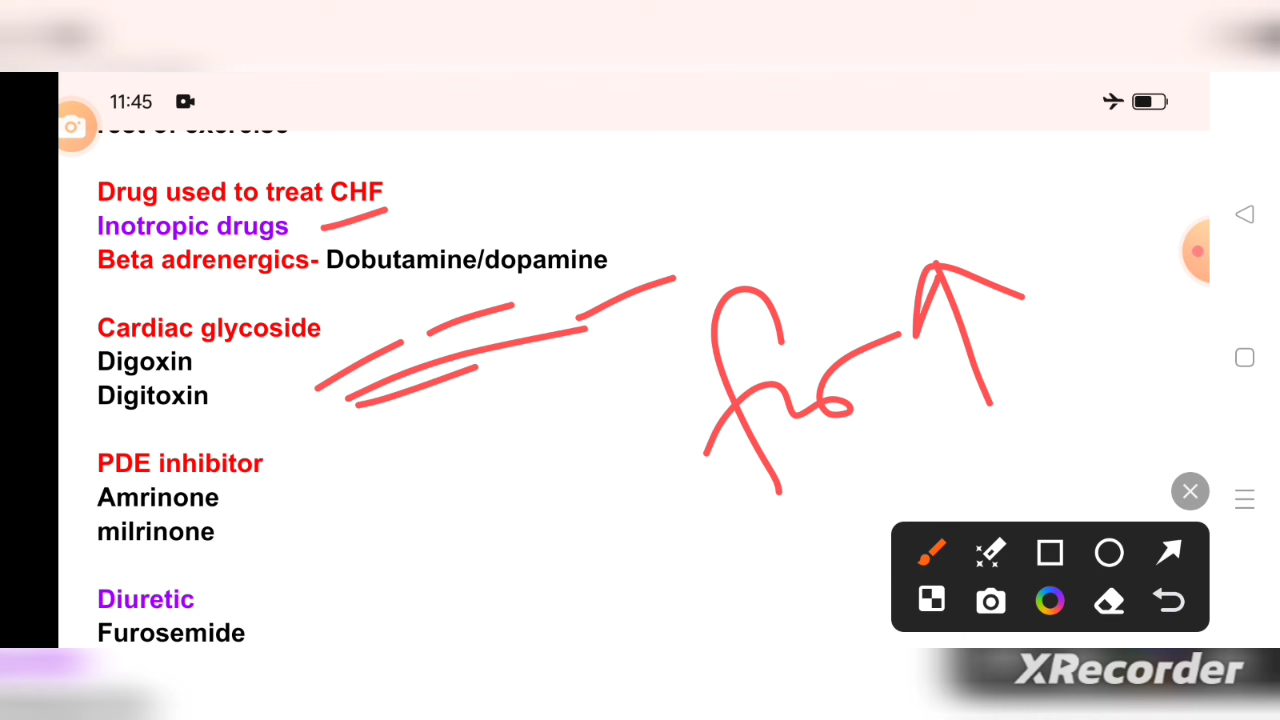 11:45
Drug used to treat CHF
Inotropic drugs
Beta adrenergics- Dobutamine/dopamine
Cardiac glycoside
Digoxin
Digitoxin
PDE inhibitor
Amrinone
milrinone
Diuretic
Furosemide
XRecorder